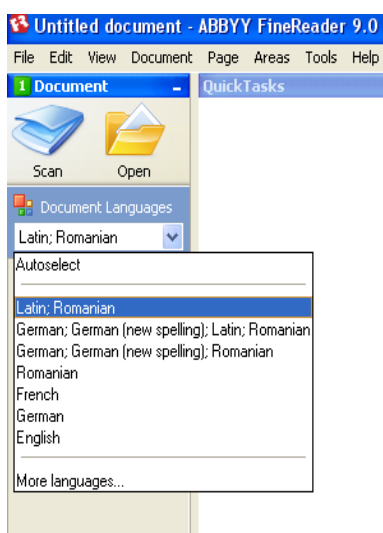 Untitled document - ABBYY FineReader 9.0
File Edit View Document Page Areas Tools Help
1 Document
QuickTasks
Scan Open
Document Languages
Latin; Romanian
Autoselect
Latin; Romanian
German; German (new spelling); Latin; Romanian
German; German (new spelling); Romanian
Romanian
French
German
English
More languages...